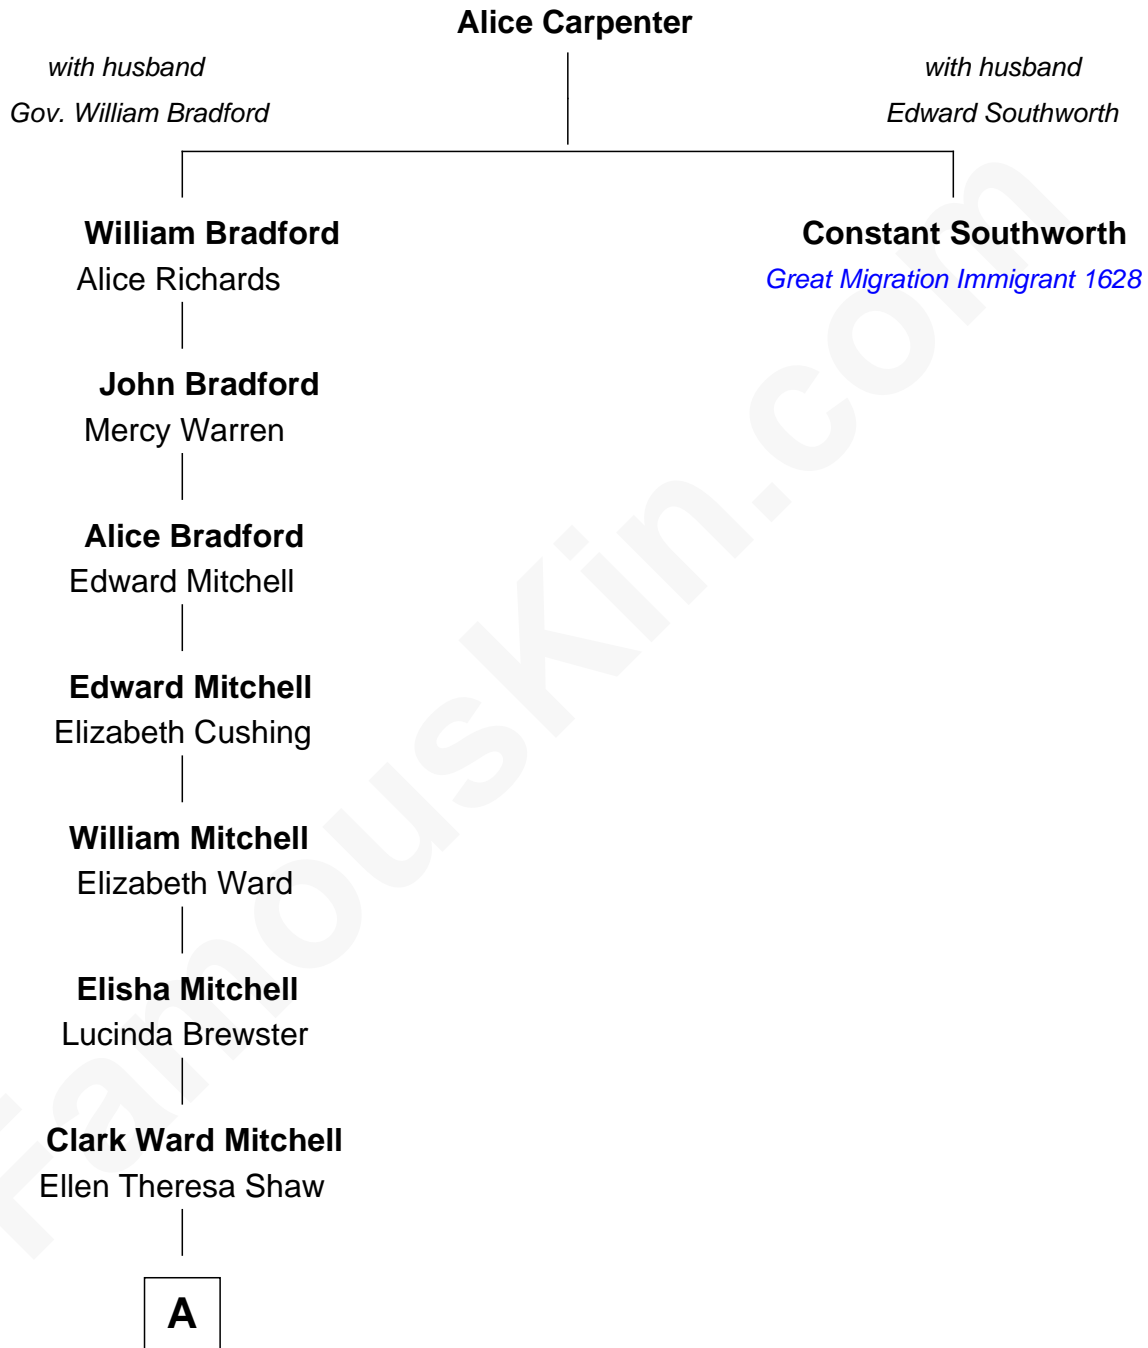 Alice Carpenter
with husband
Gov. William Bradford
with husband
Edward Southworth
William Bradford
Alice Richards
Constant Southworth
Great Migration Immigrant 1628
John Bradford
Mercy Warren
Alice Bradford
Edward Mitchell
Edward Mitchell
Elizabeth Cushing
William Mitchell
Elizabeth Ward
Elisha Mitchell
Lucinda Brewster
Clark Ward Mitchell
Ellen Theresa Shaw
A
FamousKin.com